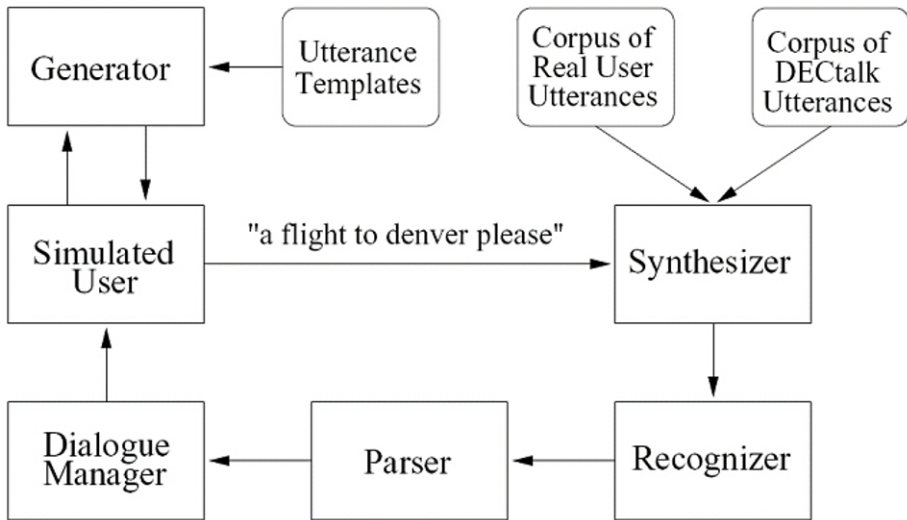 Generator
Utterance
Templates
Corpus of
Real User
Utterances
Corpus of
DECtalk
Utterances
Simulated
User
"a flight to denver please"
Synthesizer
Dialogue
Manager
Parser
Recognizer